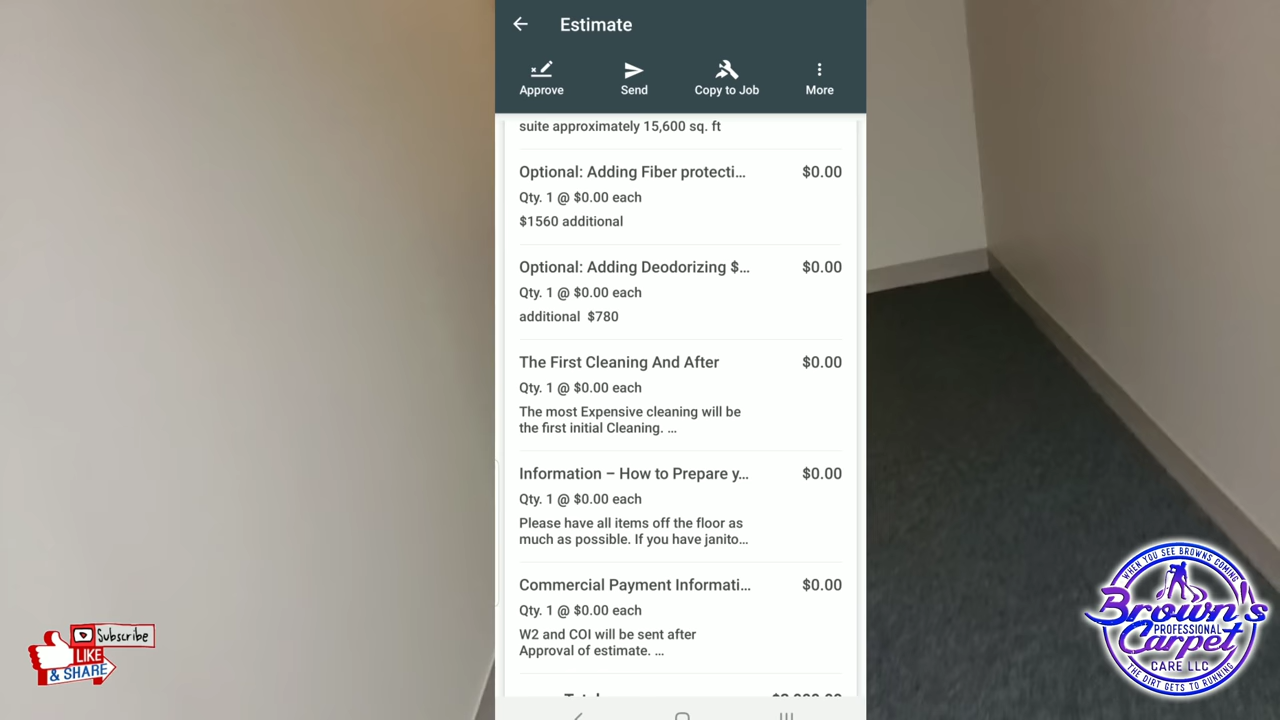 Estimate
Approve
Send
Copy to Job
More
suite approximately 15,600 sq. ft
Optional: Adding Fiber protecti... $0.00
Qty. 1 @ $0.00 each
$1560 additional
Optional: Adding Deodorizing $... $0.00
Qty. 1 @ $0.00 each
additional $780
The First Cleaning And After $0.00
Qty. 1 @ $0.00 each
The most Expensive cleaning will be
the first initial Cleaning. ...
Information – How to Prepare y... $0.00
Qty. 1 @ $0.00 each
Please have all items off the floor as
much as possible. If you have janito...
Commercial Payment Informati... $0.00
Qty. 1 @ $0.00 each
W2 and COI will be sent after
Approval of estimate. ...
Subscribe
LIKE
& SHARE
WHEN YOU SEE BROWNS COMING
Brown's
PROFESSIONAL
Carpet
CARE LLC
THE DIRT GETS TO RUNNING